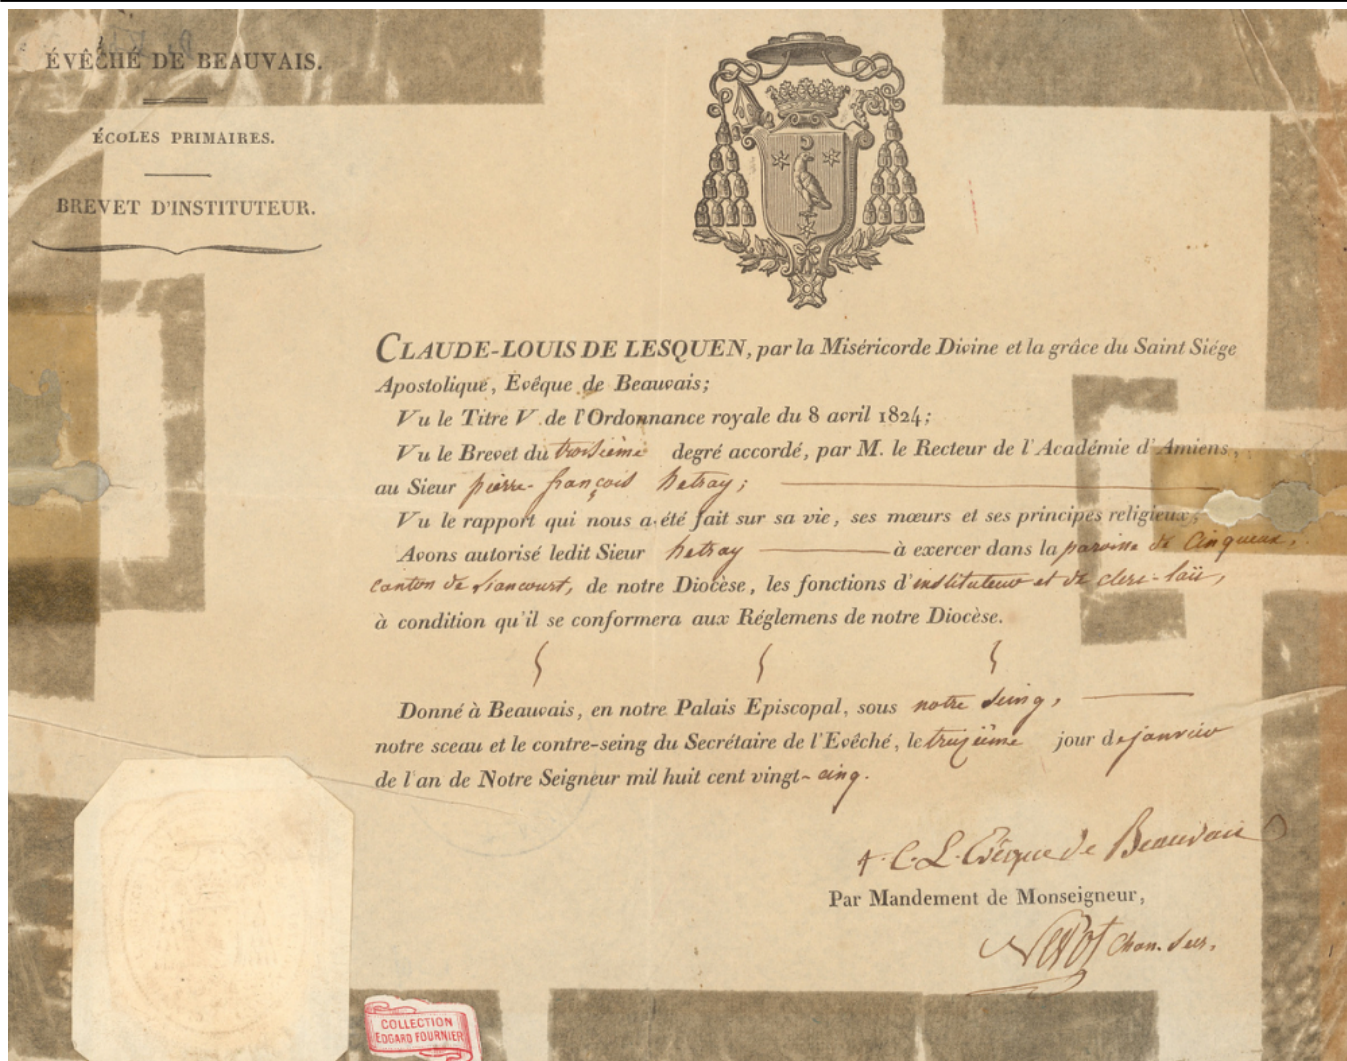 ÉVÊCHÉ DE BEAUVAIS.
ÉCOLES PRIMAIRES.
BREVET D'INSTITUTEUR.
CLAUDE-LOUIS DE LESQUEN, par la Miséricorde Divine et la grâce du Saint Siége
Apostolique, Evêque de Beauvais;
Vu le Titre V de l'Ordonnance royale du 8 avril 1824;
Vu le Brevet du troisième degré accordé, par M. le Recteur de l'Académie d'Amiens,
au Sieur pierre-françois hetray;
Vu le rapport qui nous a été fait sur sa vie, ses mœurs et ses principes religieux,
Avons autorisé ledit Sieur hetray à exercer dans la paroisse de Cinqueux,
canton de Liancourt, de notre Diocèse, les fonctions d'instituteur et de clerc-laïc,
à condition qu'il se conformera aux Réglemens de notre Diocèse.
Donné à Beauvais, en notre Palais Episcopal, sous notre seing,
notre sceau et le contre-seing du Secrétaire de l'Evêché, le treizième jour de janvier
de l'an de Notre Seigneur mil huit cent vingt-cinq.
+ C. L. Evêque de Beauvais
Par Mandement de Monseigneur,
chan. secr.
COLLECTION
EDGARD FOURNIER